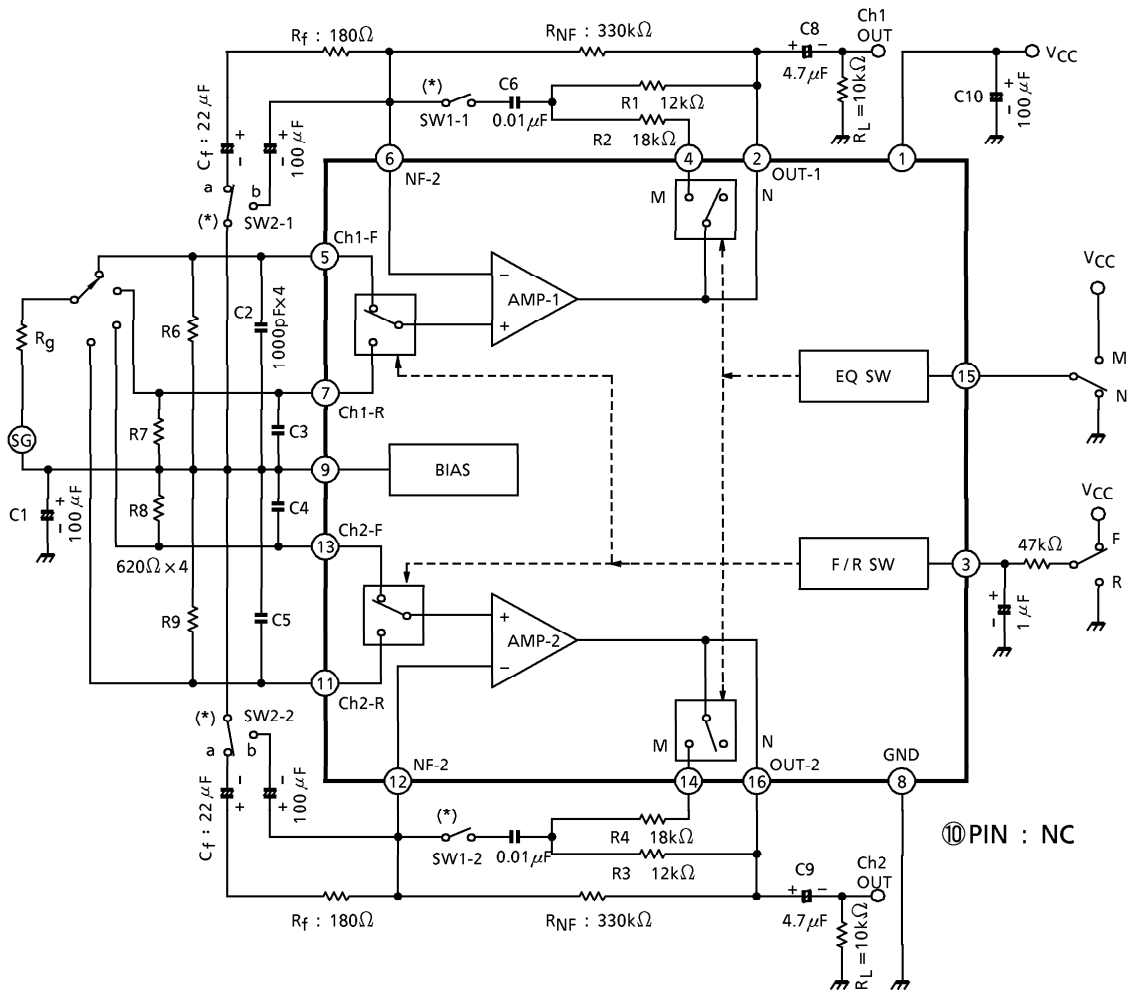 Rf : 180Ω
RNF : 330kΩ
C8
+ −
4.7μF
Ch1
OUT
RL = 10kΩ
VCC
C10
+
−
100μF
(*)
SW1-1
C6
0.01μF
R1
12kΩ
R2
18kΩ
Cf : 22μF
+
−
+
−
100μF
a
b
(*)
SW2-1
6
NF-2
4
2
OUT-1
1
M
N
Ch1-F
5
−
AMP-1
+
Rg
R6
C2
1000pF×4
SG
7
Ch1-R
R7
C3
9
BIAS
EQ SW
15
VCC
M
N
C1
+
−
100μF
R8
C4
Ch2-F
13
620Ω×4
R9
C5
F/R SW
3
47kΩ
VCC
F
R
+
−
1μF
+
AMP-2
−
11
Ch2-R
(*)
SW2-2
a
b
Cf : 22μF
−
+
−
+
100μF
NF-2
12
M
N
14
16
OUT-2
GND
8
(*)
SW1-2
0.01μF
R4
18kΩ
R3
12kΩ
⑩PIN : NC
Rf : 180Ω
RNF : 330kΩ
C9
+ −
4.7μF
Ch2
OUT
RL = 10kΩ